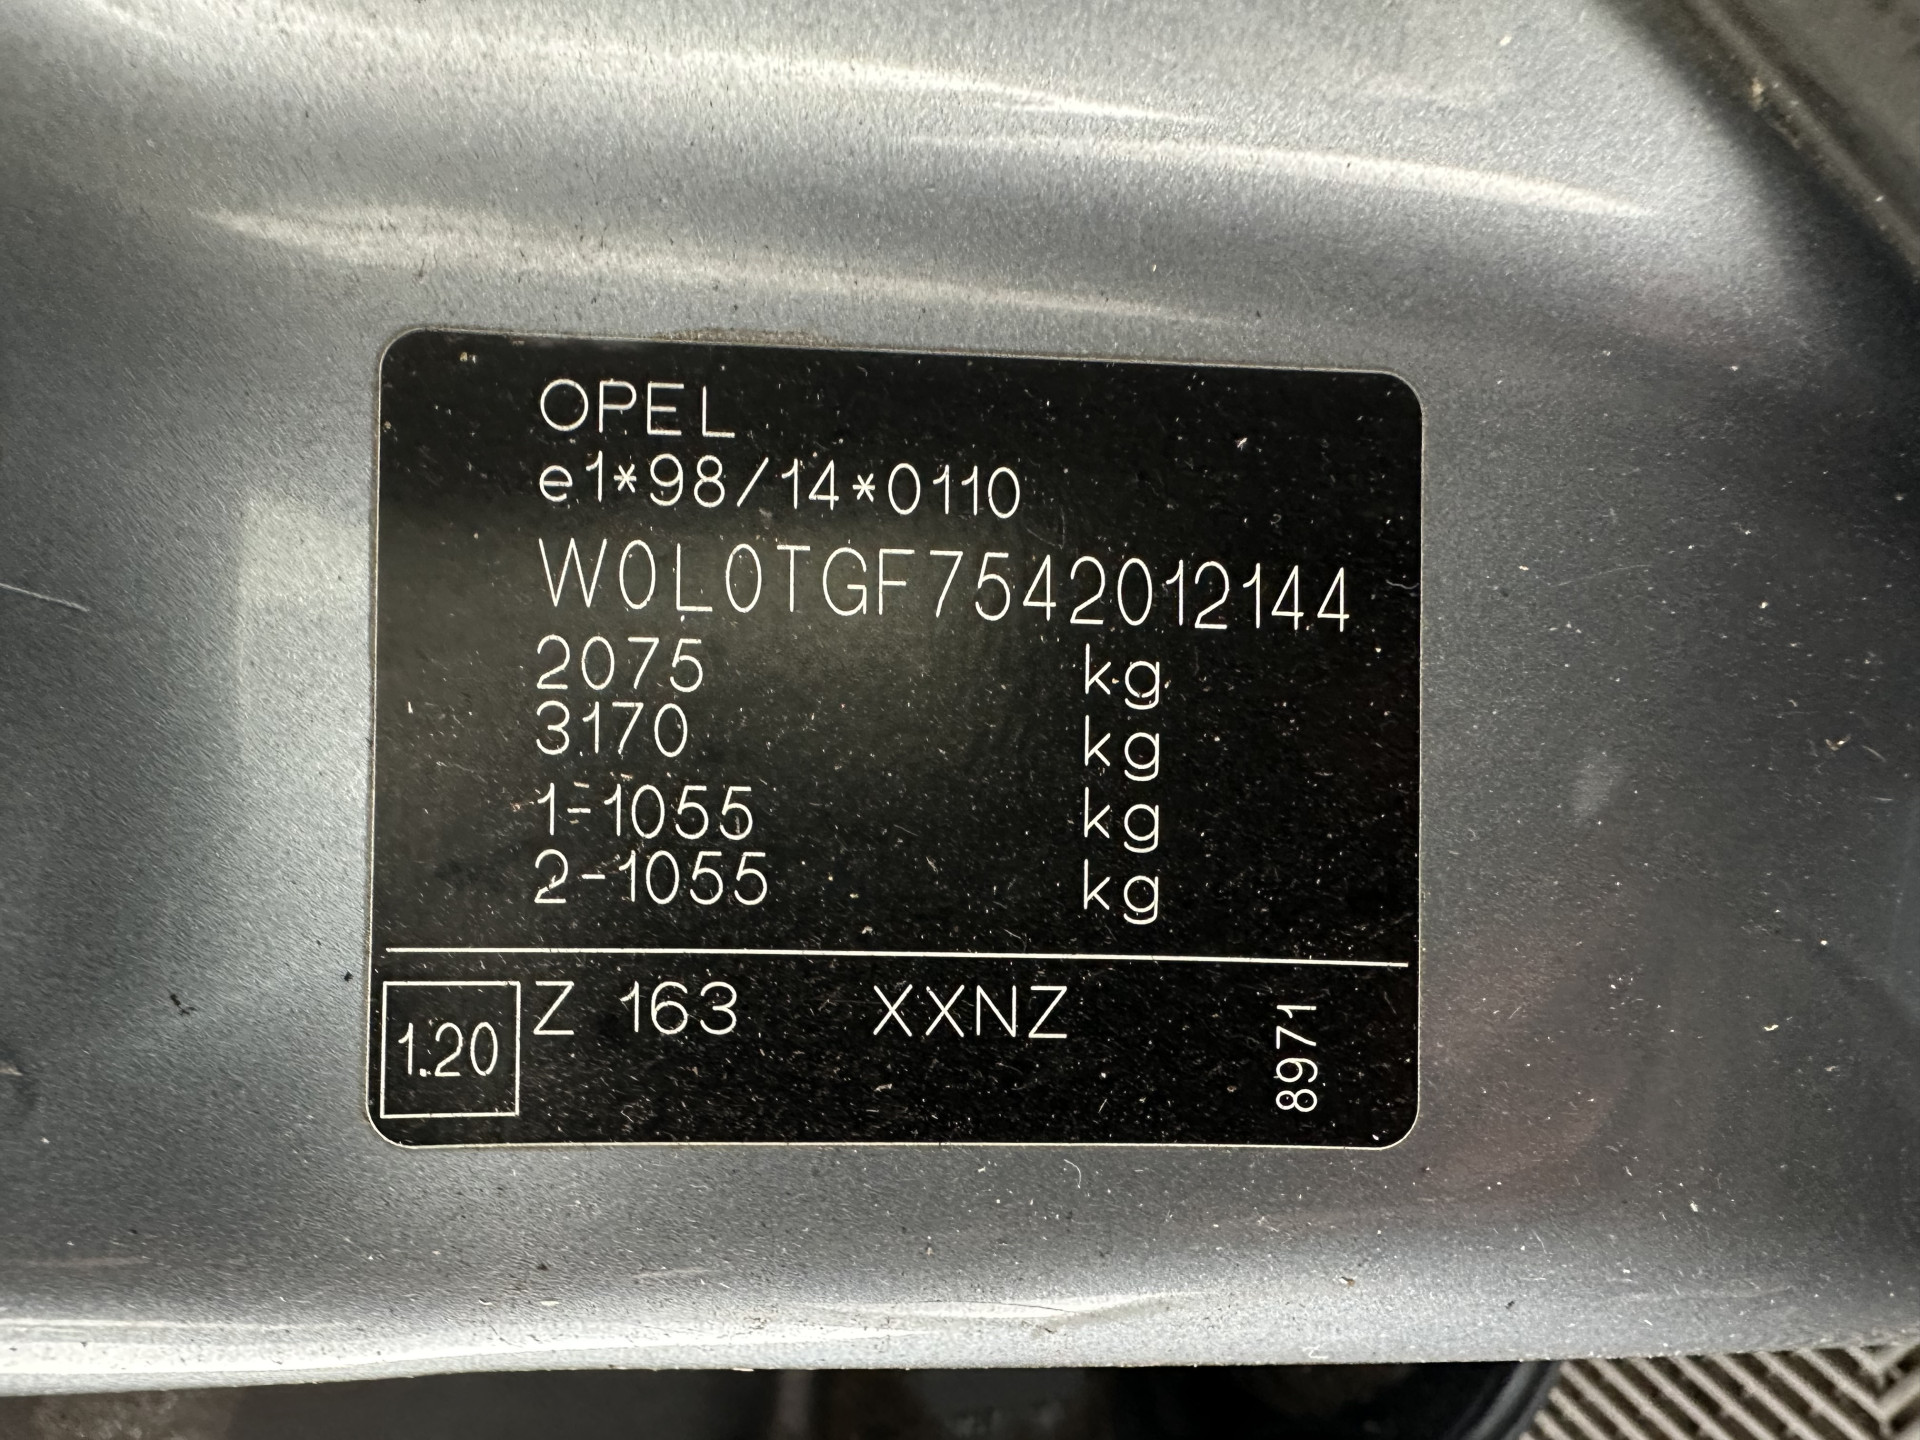 OPEL
e1*98/14*0110
W0L0TGF7542012144
2075 kg
3170 kg
1-1055 kg
2-1055 kg
1.20 Z 163 XXNZ
8971